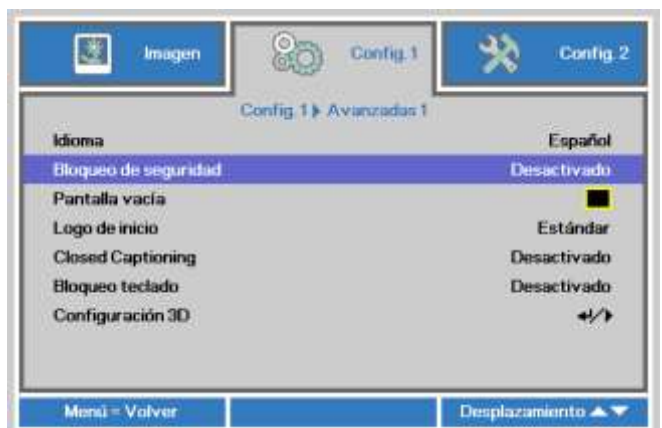 Imagen
Config. 1
Config. 2
Config. 1 Avanzadas 1
Idioma Español
Bloqueo de seguridad Desactivado
Pantalla vacía
Logo de inicio Estándar
Closed Captioning Desactivado
Bloqueo teclado Desactivado
Configuración 3D
Menú = Volver
Desplazamiento